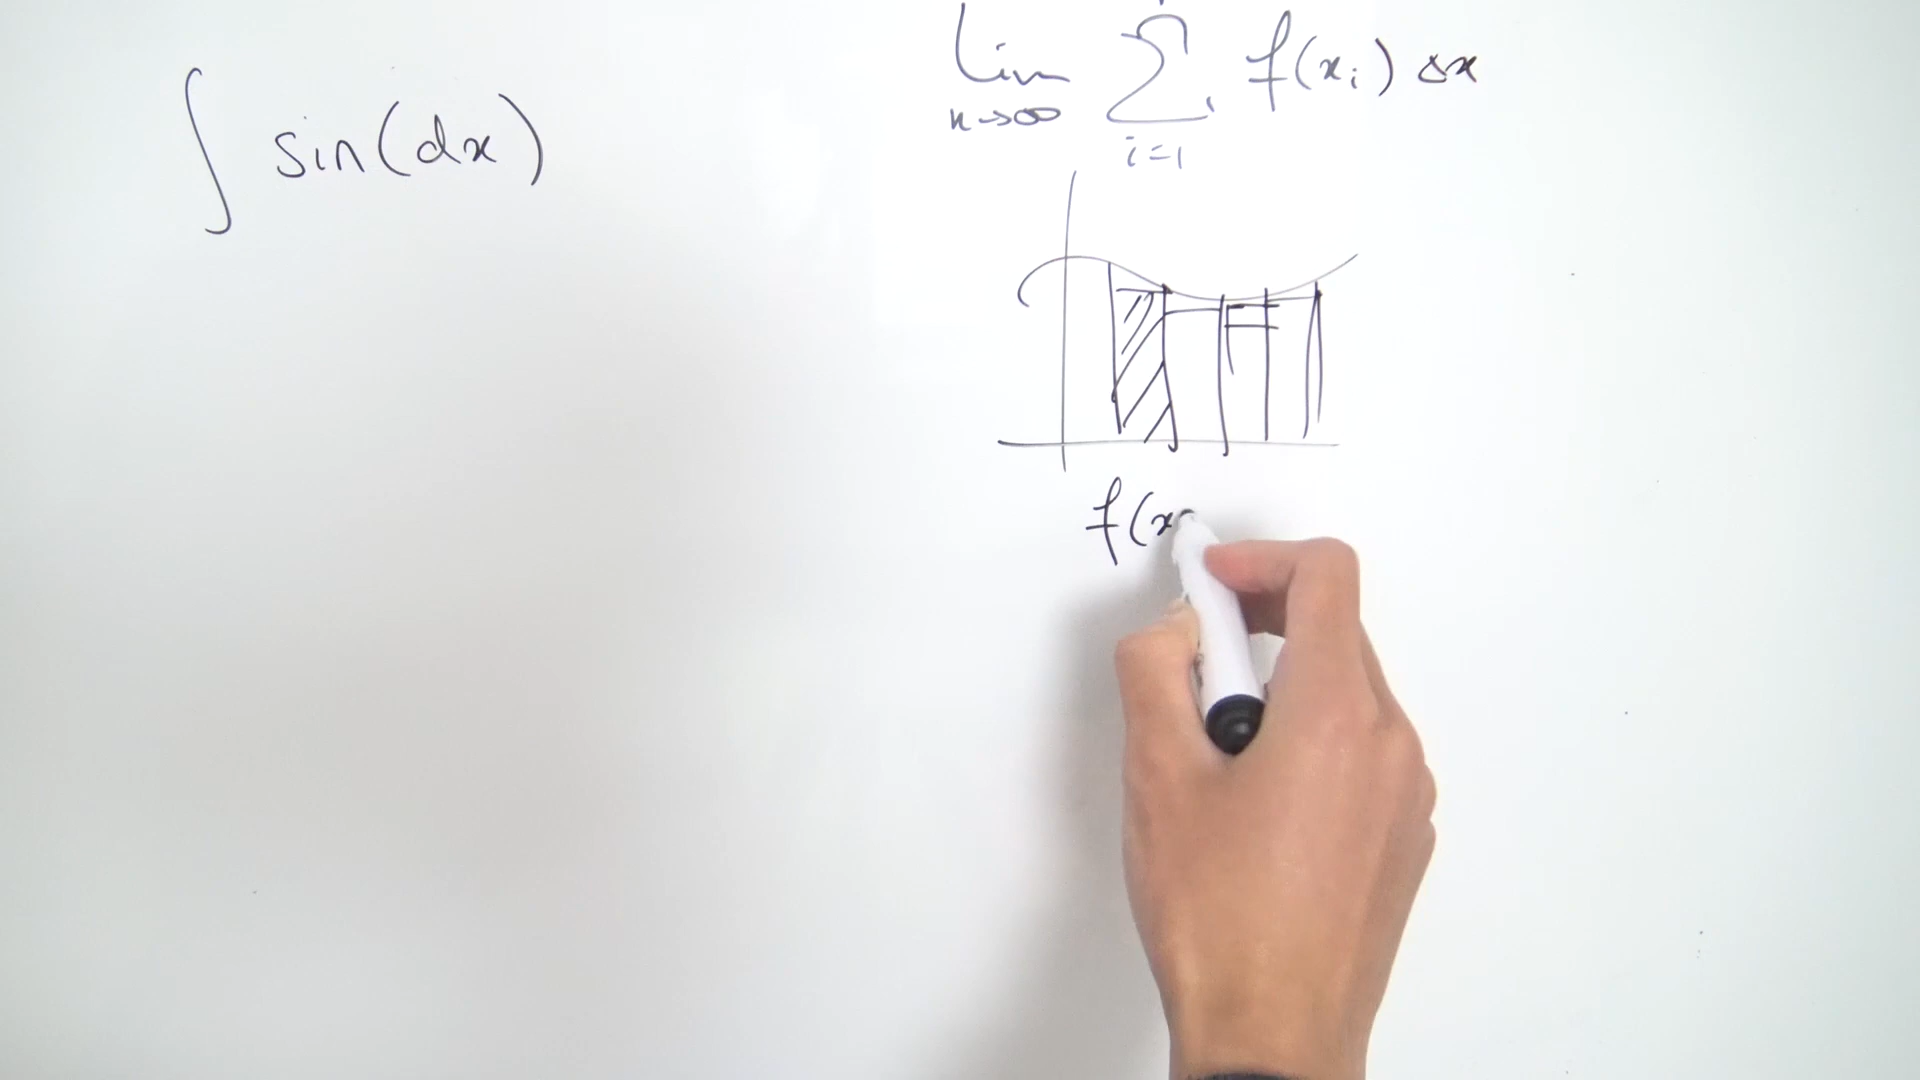 ∫ sin(dx)
lim n→∞ ∑ i=1 f(xᵢ) Δx
f(x